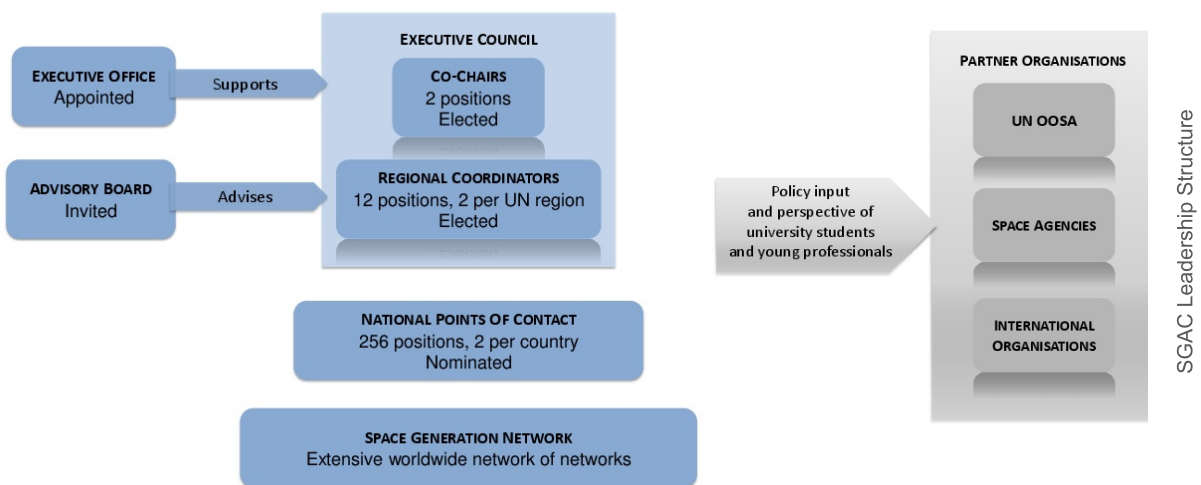 EXECUTIVE OFFICE
Appointed
Supports
ADVISORY BOARD
Invited
Advises
EXECUTIVE COUNCIL
CO-CHAIRS
2 positions
Elected
REGIONAL COORDINATORS
12 positions, 2 per UN region
Elected
NATIONAL POINTS OF CONTACT
256 positions, 2 per country
Nominated
SPACE GENERATION NETWORK
Extensive worldwide network of networks
Policy input
and perspective of
university students
and young professionals
PARTNER ORGANISATIONS
UN OOSA
SPACE AGENCIES
INTERNATIONAL
ORGANISATIONS
SGAC Leadership Structure